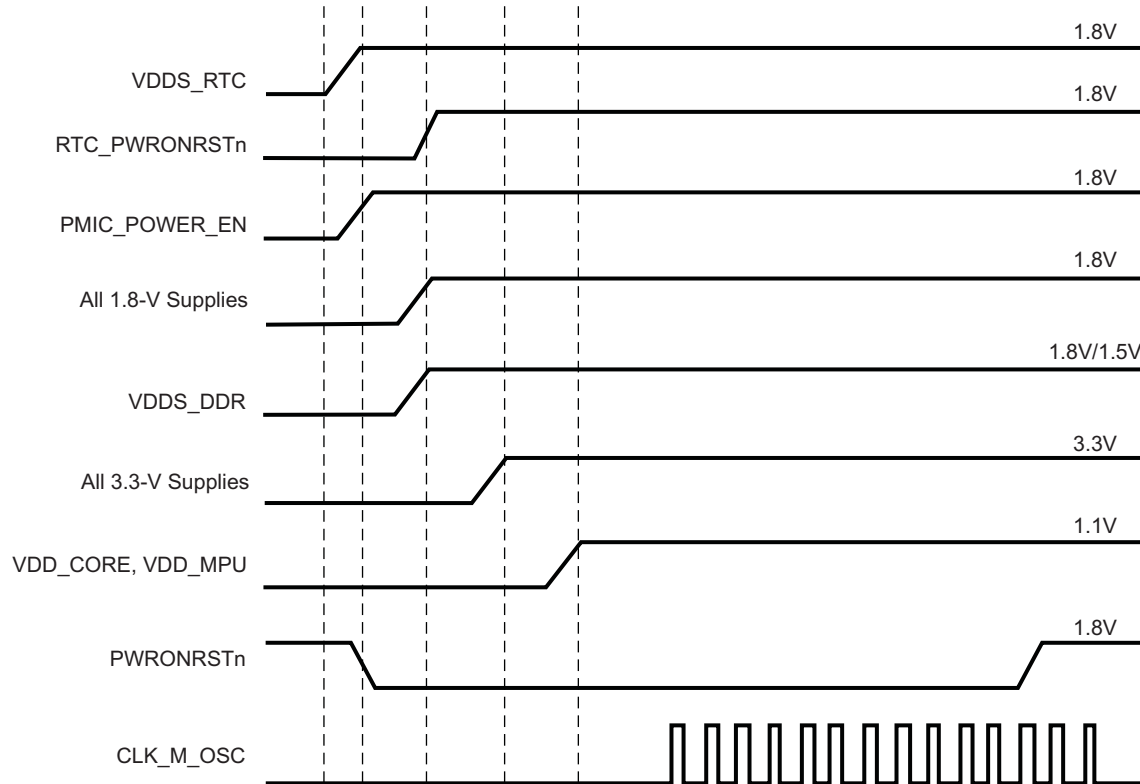 1.8V
VDDS_RTC
1.8V
RTC_PWRONRSTn
1.8V
PMIC_POWER_EN
1.8V
All 1.8-V Supplies
1.8V/1.5V
VDDS_DDR
3.3V
All 3.3-V Supplies
1.1V
VDD_CORE, VDD_MPU
1.8V
PWRONRSTn
CLK_M_OSC